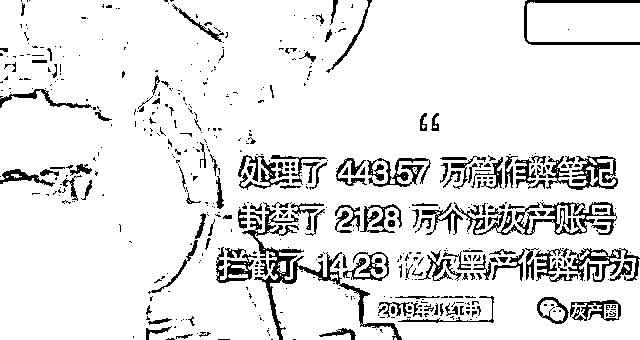 “
处理了 443.57 万篇作弊笔记
封禁了 2128 万个涉灰产账号
拦截了 14.23 亿次黑产作弊行为
2019年小红书
灰产圈